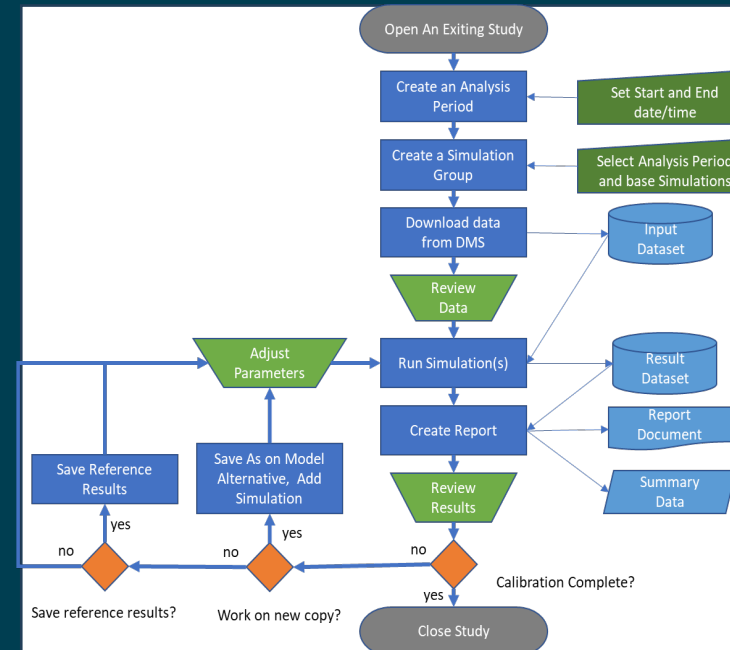 Open An Exiting Study
Create an Analysis
Period
Set Start and End
date/time
Create a Simulation
Group
Select Analysis Period
and base Simulations
Download data
from DMS
Input
Dataset
Review
Data
Adjust
Parameters
Run Simulation(s)
Result
Dataset
Create Report
Report
Document
Save Reference
Results
Save As on Model
Alternative, Add
Simulation
Review
Results
Summary
Data
yes
yes
no
no
no
Calibration Complete?
yes
Save reference results?
Work on new copy?
Close Study